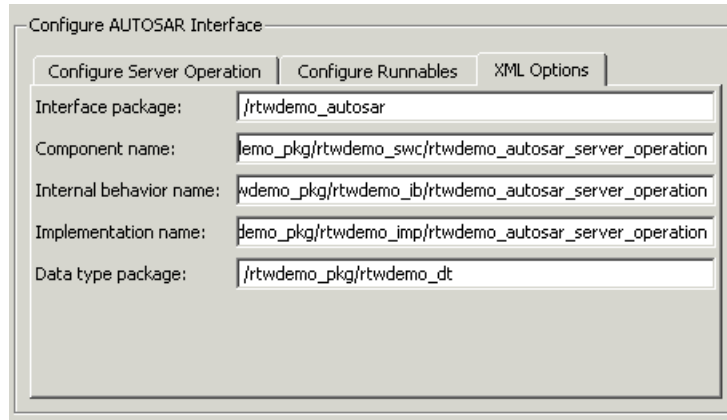 Configure AUTOSAR Interface
Configure Server Operation Configure Runnables XML Options
Interface package: /rtwdemo_autosar
Component name: demo_pkg/rtwdemo_swc/rtwdemo_autosar_server_operation
Internal behavior name: wdemo_pkg/rtwdemo_ib/rtwdemo_autosar_server_operation
Implementation name: demo_pkg/rtwdemo_imp/rtwdemo_autosar_server_operation
Data type package: /rtwdemo_pkg/rtwdemo_dt